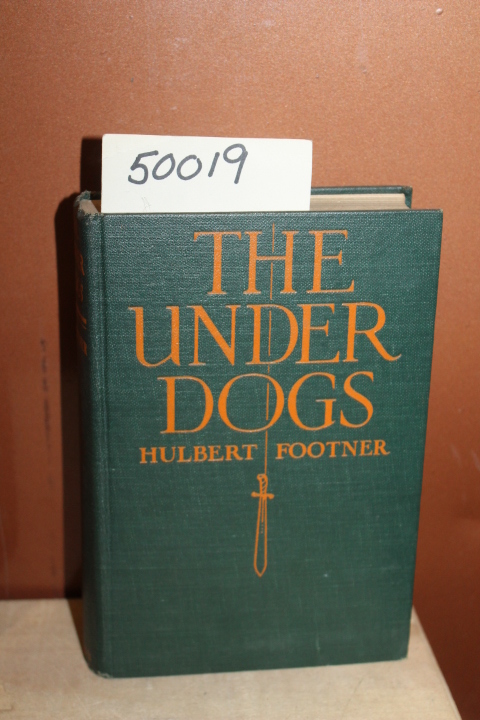 50019
THE
UNDER
DOGS
HULBERT FOOTNER